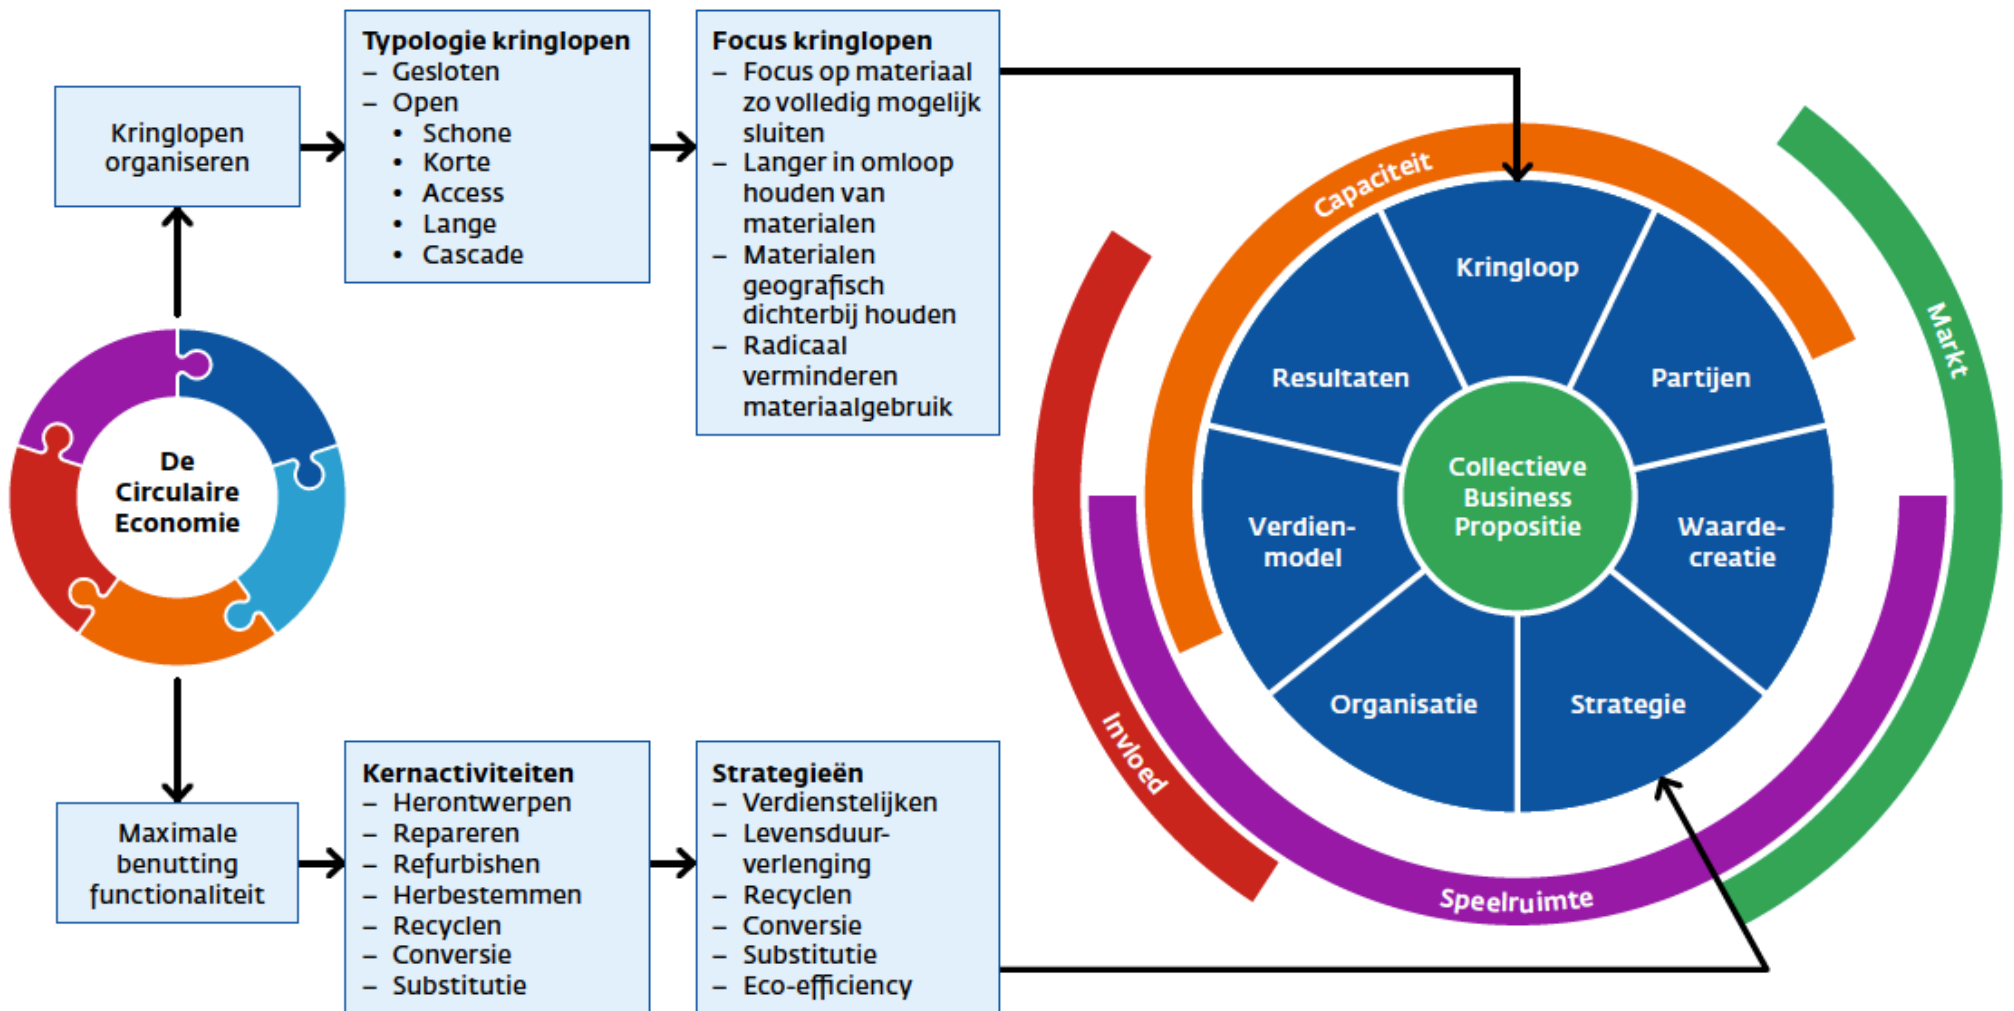 De
Circulaire
Economie
Kringlopen
organiseren
Typologie kringlopen
– Gesloten
– Open
• Schone
• Korte
• Access
• Lange
• Cascade
Focus kringlopen
– Focus op materiaal
zo volledig mogelijk
sluiten
– Langer in omloop
houden van
materialen
– Materialen
geografisch
dichterbij houden
– Radicaal
verminderen
materiaalgebruik
Maximale
benutting
functionaliteit
Kernactiviteiten
– Herontwerpen
– Repareren
– Refurbishen
– Herbestemmen
– Recyclen
– Conversie
– Substitutie
Strategieën
– Verdienstelijken
– Levensduur-
verlenging
– Recyclen
– Conversie
– Substitutie
– Eco-efficiency
Capaciteit
Markt
Invloed
Speelruimte
Kringloop
Partijen
Waarde-
creatie
Strategie
Organisatie
Verdien-
model
Resultaten
Collectieve
Business
Propositie